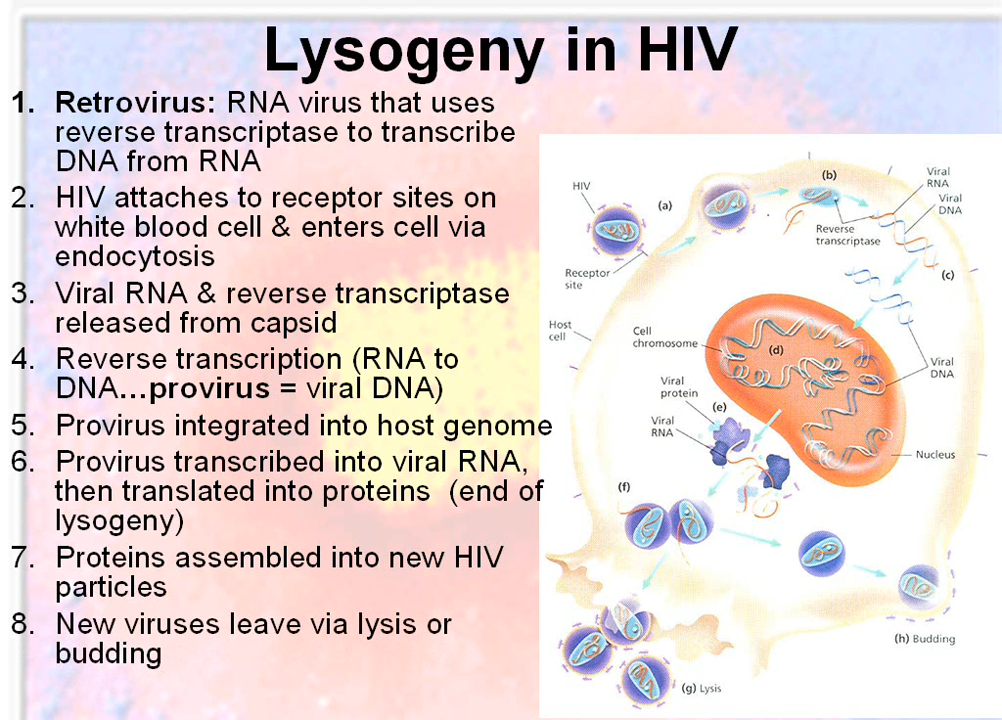 Lysogeny in HIV
1. Retrovirus: RNA virus that uses
reverse transcriptase to transcribe
DNA from RNA
2. HIV attaches to receptor sites on
white blood cell & enters cell via
endocytosis
3. Viral RNA & reverse transcriptase
released from capsid
4. Reverse transcription (RNA to
DNA...provirus = viral DNA)
5. Provirus integrated into host genome
6. Provirus transcribed into viral RNA,
then translated into proteins (end of
lysogeny)
7. Proteins assembled into new HIV
particles
8. New viruses leave via lysis or
budding
HIV
(a)
(b)
Viral
RNA
Viral
DNA
Reverse
transcriptase
(c)
Receptor
site
Host
cell
Cell
chromosome
(d)
Viral
DNA
Viral
protein
(e)
Viral
RNA
Nucleus
(f)
(h) Budding
(g) Lysis